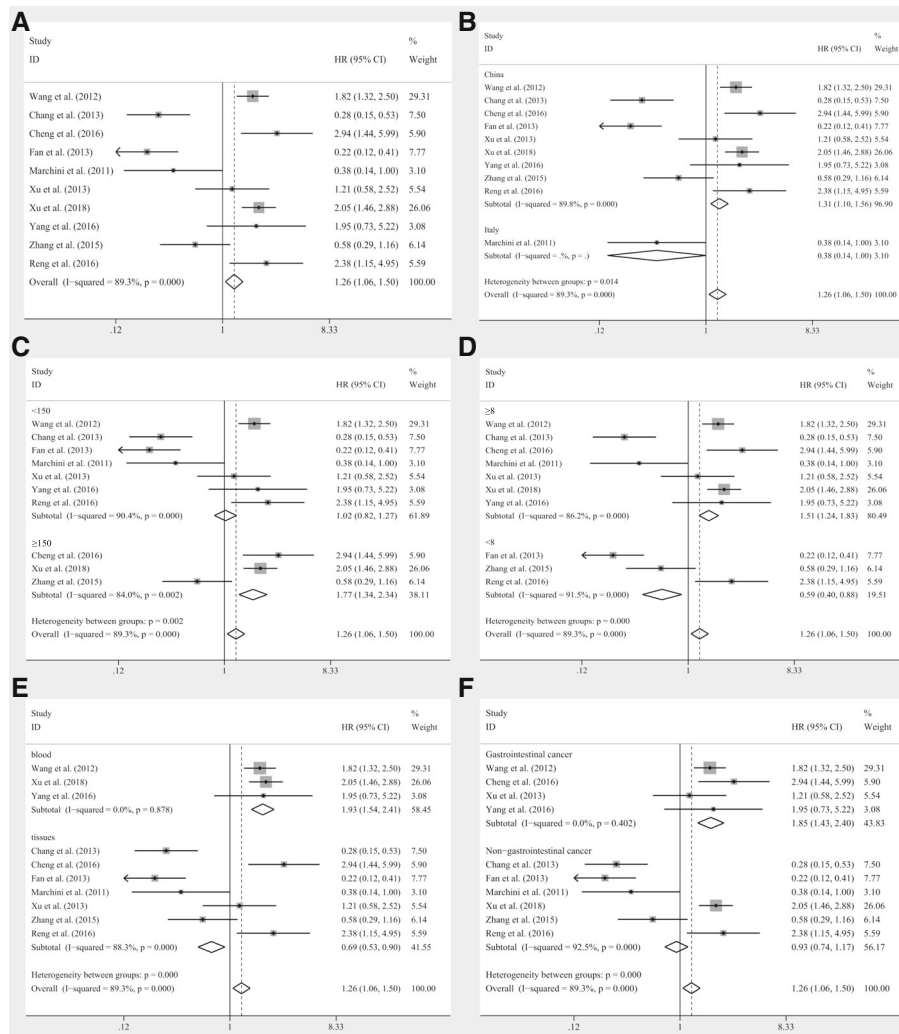 A
Study %
ID HR (95% CI) Weight
Wang et al. (2012) 1.82 (1.32, 2.50) 29.31
Chang et al. (2013) 0.28 (0.15, 0.53) 7.50
Cheng et al. (2016) 2.94 (1.44, 5.99) 5.90
Fan et al. (2013) 0.22 (0.12, 0.41) 7.77
Marchini et al. (2011) 0.38 (0.14, 1.00) 3.10
Xu et al. (2013) 1.21 (0.58, 2.52) 5.54
Xu et al. (2018) 2.05 (1.46, 2.88) 26.06
Yang et al. (2016) 1.95 (0.73, 5.22) 3.08
Zhang et al. (2015) 0.58 (0.29, 1.16) 6.14
Reng et al. (2016) 2.38 (1.15, 4.95) 5.59
Overall (I-squared = 89.3%, p = 0.000) 1.26 (1.06, 1.50) 100.00
.12 1 8.33
B
Study %
ID HR (95% CI) Weight
China
Wang et al. (2012) 1.82 (1.32, 2.50) 29.31
Chang et al. (2013) 0.28 (0.15, 0.53) 7.50
Cheng et al. (2016) 2.94 (1.44, 5.99) 5.90
Fan et al. (2013) 0.22 (0.12, 0.41) 7.77
Xu et al. (2013) 1.21 (0.58, 2.52) 5.54
Xu et al. (2018) 2.05 (1.46, 2.88) 26.06
Yang et al. (2016) 1.95 (0.73, 5.22) 3.08
Zhang et al. (2015) 0.58 (0.29, 1.16) 6.14
Reng et al. (2016) 2.38 (1.15, 4.95) 5.59
Subtotal (I-squared = 89.8%, p = 0.000) 1.31 (1.10, 1.56) 96.90
Italy
Marchini et al. (2011) 0.38 (0.14, 1.00) 3.10
Subtotal (I-squared = .%, p = .) 0.38 (0.14, 1.00) 3.10
Heterogeneity between groups: p = 0.014
Overall (I-squared = 89.3%, p = 0.000) 1.26 (1.06, 1.50) 100.00
.12 1 8.33
C
Study %
ID HR (95% CI) Weight
<150
Wang et al. (2012) 1.82 (1.32, 2.50) 29.31
Chang et al. (2013) 0.28 (0.15, 0.53) 7.50
Fan et al. (2013) 0.22 (0.12, 0.41) 7.77
Marchini et al. (2011) 0.38 (0.14, 1.00) 3.10
Xu et al. (2013) 1.21 (0.58, 2.52) 5.54
Yang et al. (2016) 1.95 (0.73, 5.22) 3.08
Reng et al. (2016) 2.38 (1.15, 4.95) 5.59
Subtotal (I-squared = 90.4%, p = 0.000) 1.02 (0.82, 1.27) 61.89
≥150
Cheng et al. (2016) 2.94 (1.44, 5.99) 5.90
Xu et al. (2018) 2.05 (1.46, 2.88) 26.06
Zhang et al. (2015) 0.58 (0.29, 1.16) 6.14
Subtotal (I-squared = 84.0%, p = 0.002) 1.77 (1.34, 2.34) 38.11
Heterogeneity between groups: p = 0.002
Overall (I-squared = 89.3%, p = 0.000) 1.26 (1.06, 1.50) 100.00
.12 1 8.33
D
Study %
ID HR (95% CI) Weight
≥8
Wang et al. (2012) 1.82 (1.32, 2.50) 29.31
Chang et al. (2013) 0.28 (0.15, 0.53) 7.50
Cheng et al. (2016) 2.94 (1.44, 5.99) 5.90
Marchini et al. (2011) 0.38 (0.14, 1.00) 3.10
Xu et al. (2013) 1.21 (0.58, 2.52) 5.54
Xu et al. (2018) 2.05 (1.46, 2.88) 26.06
Yang et al. (2016) 1.95 (0.73, 5.22) 3.08
Subtotal (I-squared = 86.2%, p = 0.000) 1.51 (1.24, 1.83) 80.49
<8
Fan et al. (2013) 0.22 (0.12, 0.41) 7.77
Zhang et al. (2015) 0.58 (0.29, 1.16) 6.14
Reng et al. (2016) 2.38 (1.15, 4.95) 5.59
Subtotal (I-squared = 91.5%, p = 0.000) 0.59 (0.40, 0.88) 19.51
Heterogeneity between groups: p = 0.000
Overall (I-squared = 89.3%, p = 0.000) 1.26 (1.06, 1.50) 100.00
.12 1 8.33
E
Study %
ID HR (95% CI) Weight
blood
Wang et al. (2012) 1.82 (1.32, 2.50) 29.31
Xu et al. (2018) 2.05 (1.46, 2.88) 26.06
Yang et al. (2016) 1.95 (0.73, 5.22) 3.08
Subtotal (I-squared = 0.0%, p = 0.878) 1.93 (1.54, 2.41) 58.45
tissues
Chang et al. (2013) 0.28 (0.15, 0.53) 7.50
Cheng et al. (2016) 2.94 (1.44, 5.99) 5.90
Fan et al. (2013) 0.22 (0.12, 0.41) 7.77
Marchini et al. (2011) 0.38 (0.14, 1.00) 3.10
Xu et al. (2013) 1.21 (0.58, 2.52) 5.54
Zhang et al. (2015) 0.58 (0.29, 1.16) 6.14
Reng et al. (2016) 2.38 (1.15, 4.95) 5.59
Subtotal (I-squared = 88.3%, p = 0.000) 0.69 (0.53, 0.90) 41.55
Heterogeneity between groups: p = 0.000
Overall (I-squared = 89.3%, p = 0.000) 1.26 (1.06, 1.50) 100.00
.12 1 8.33
F
Study %
ID HR (95% CI) Weight
Gastrointestinal cancer
Wang et al. (2012) 1.82 (1.32, 2.50) 29.31
Cheng et al. (2016) 2.94 (1.44, 5.99) 5.90
Xu et al. (2013) 1.21 (0.58, 2.52) 5.54
Yang et al. (2016) 1.95 (0.73, 5.22) 3.08
Subtotal (I-squared = 0.0%, p = 0.402) 1.85 (1.43, 2.40) 43.83
Non-gastrointestinal cancer
Chang et al. (2013) 0.28 (0.15, 0.53) 7.50
Fan et al. (2013) 0.22 (0.12, 0.41) 7.77
Marchini et al. (2011) 0.38 (0.14, 1.00) 3.10
Xu et al. (2018) 2.05 (1.46, 2.88) 26.06
Zhang et al. (2015) 0.58 (0.29, 1.16) 6.14
Reng et al. (2016) 2.38 (1.15, 4.95) 5.59
Subtotal (I-squared = 92.5%, p = 0.000) 0.93 (0.74, 1.17) 56.17
Heterogeneity between groups: p = 0.000
Overall (I-squared = 89.3%, p = 0.000) 1.26 (1.06, 1.50) 100.00
.12 1 8.33